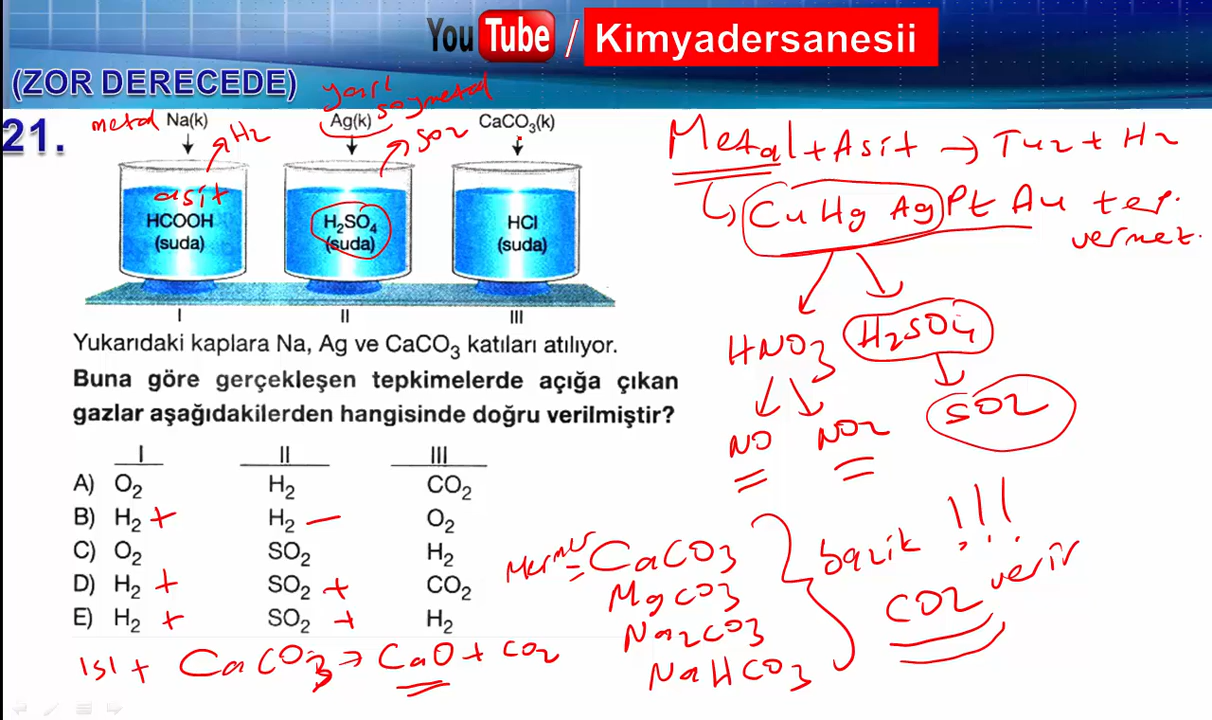 You Tube / Kimyadersanesii
(ZOR DERECEDE)
21.
metal Na(k)
H2
yarı soymetal
Ag(k)
SO2
CaCO₃(k)
asit
HCOOH
(suda)
H₂SO₄
(suda)
HCl
(suda)
I
II
III
Yukarıdaki kaplara Na, Ag ve CaCO₃ katıları atılıyor.
Buna göre gerçekleşen tepkimelerde açığa çıkan
gazlar aşağıdakilerden hangisinde doğru verilmiştir?
I II III
A) O₂ H₂ CO₂
B) H₂ + H₂ — O₂
C) O₂ SO₂ H₂
D) H₂ + SO₂ + CO₂
E) H₂ + SO₂ + H₂
ısı + CaCO3 → CaO + CO2
Metal + Asit → Tuz + H2
Cu Hg Ag Pt Au tep.
vermez.
HNO3 H2SO4
NO NO2 SO2
Mermer = CaCO3
MgCO3
Na2CO3
NaHCO3
bazik !!!
CO2 verir